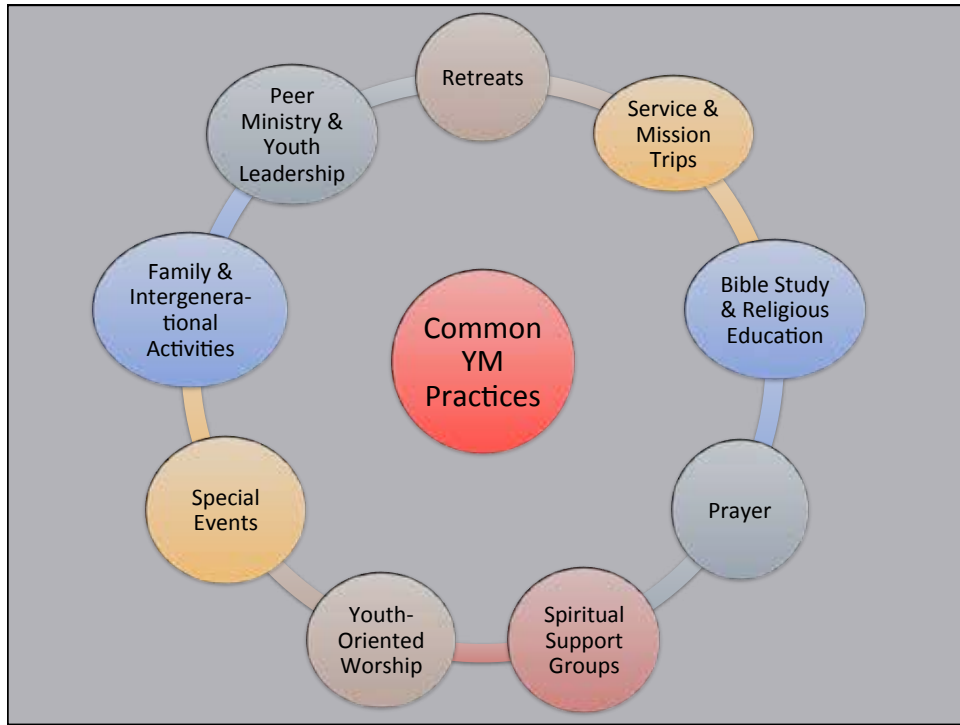 Retreats
Service &
Mission
Trips
Bible Study
& Religious
Education
Prayer
Spiritual
Support
Groups
Youth-
Oriented
Worship
Special
Events
Family &
Intergenera-
tional
Activities
Peer
Ministry &
Youth
Leadership
Common
YM
Practices